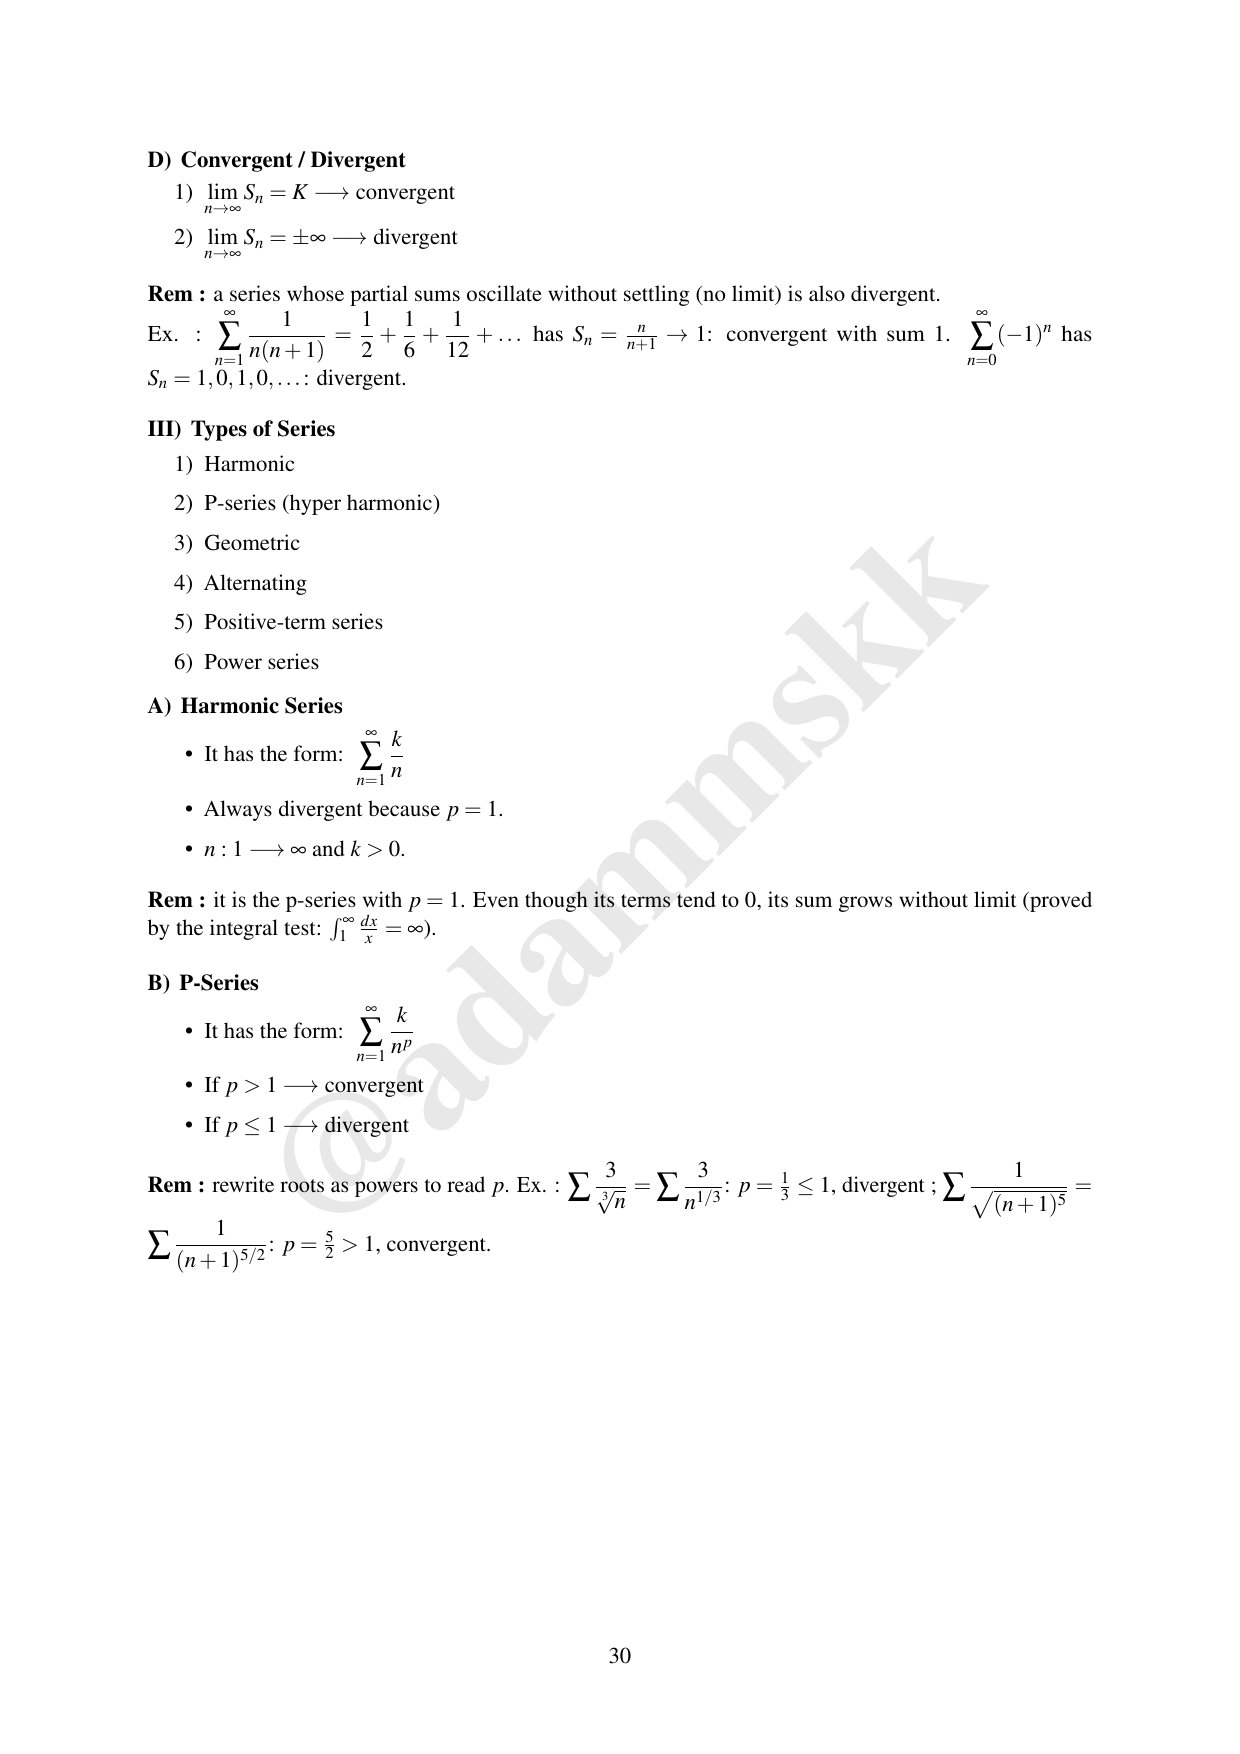 D) Convergent / Divergent
1) lim_{n→∞} S_n = K ⟶ convergent
2) lim_{n→∞} S_n = ±∞ ⟶ divergent
Rem : a series whose partial sums oscillate without settling (no limit) is also divergent.
Ex. : ∑_{n=1}^{∞} 1/(n(n+1)) = 1/2 + 1/6 + 1/12 + … has S_n = n/(n+1) → 1: convergent with sum 1. ∑_{n=0}^{∞} (−1)^n has
S_n = 1,0,1,0,…: divergent.
III) Types of Series
1) Harmonic
2) P-series (hyper harmonic)
3) Geometric
4) Alternating
5) Positive-term series
6) Power series
A) Harmonic Series
• It has the form: ∑_{n=1}^{∞} k/n
• Always divergent because p = 1.
• n : 1 ⟶ ∞ and k > 0.
Rem : it is the p-series with p = 1. Even though its terms tend to 0, its sum grows without limit (proved
by the integral test: ∫_1^∞ dx/x = ∞).
B) P-Series
• It has the form: ∑_{n=1}^{∞} k/n^p
• If p > 1 ⟶ convergent
• If p ≤ 1 ⟶ divergent
Rem : rewrite roots as powers to read p. Ex. : ∑ 3/∛n = ∑ 3/n^{1/3}: p = 1/3 ≤ 1, divergent ; ∑ 1/√((n+1)^5) =
∑ 1/(n+1)^{5/2}: p = 5/2 > 1, convergent.
@adammskk
30